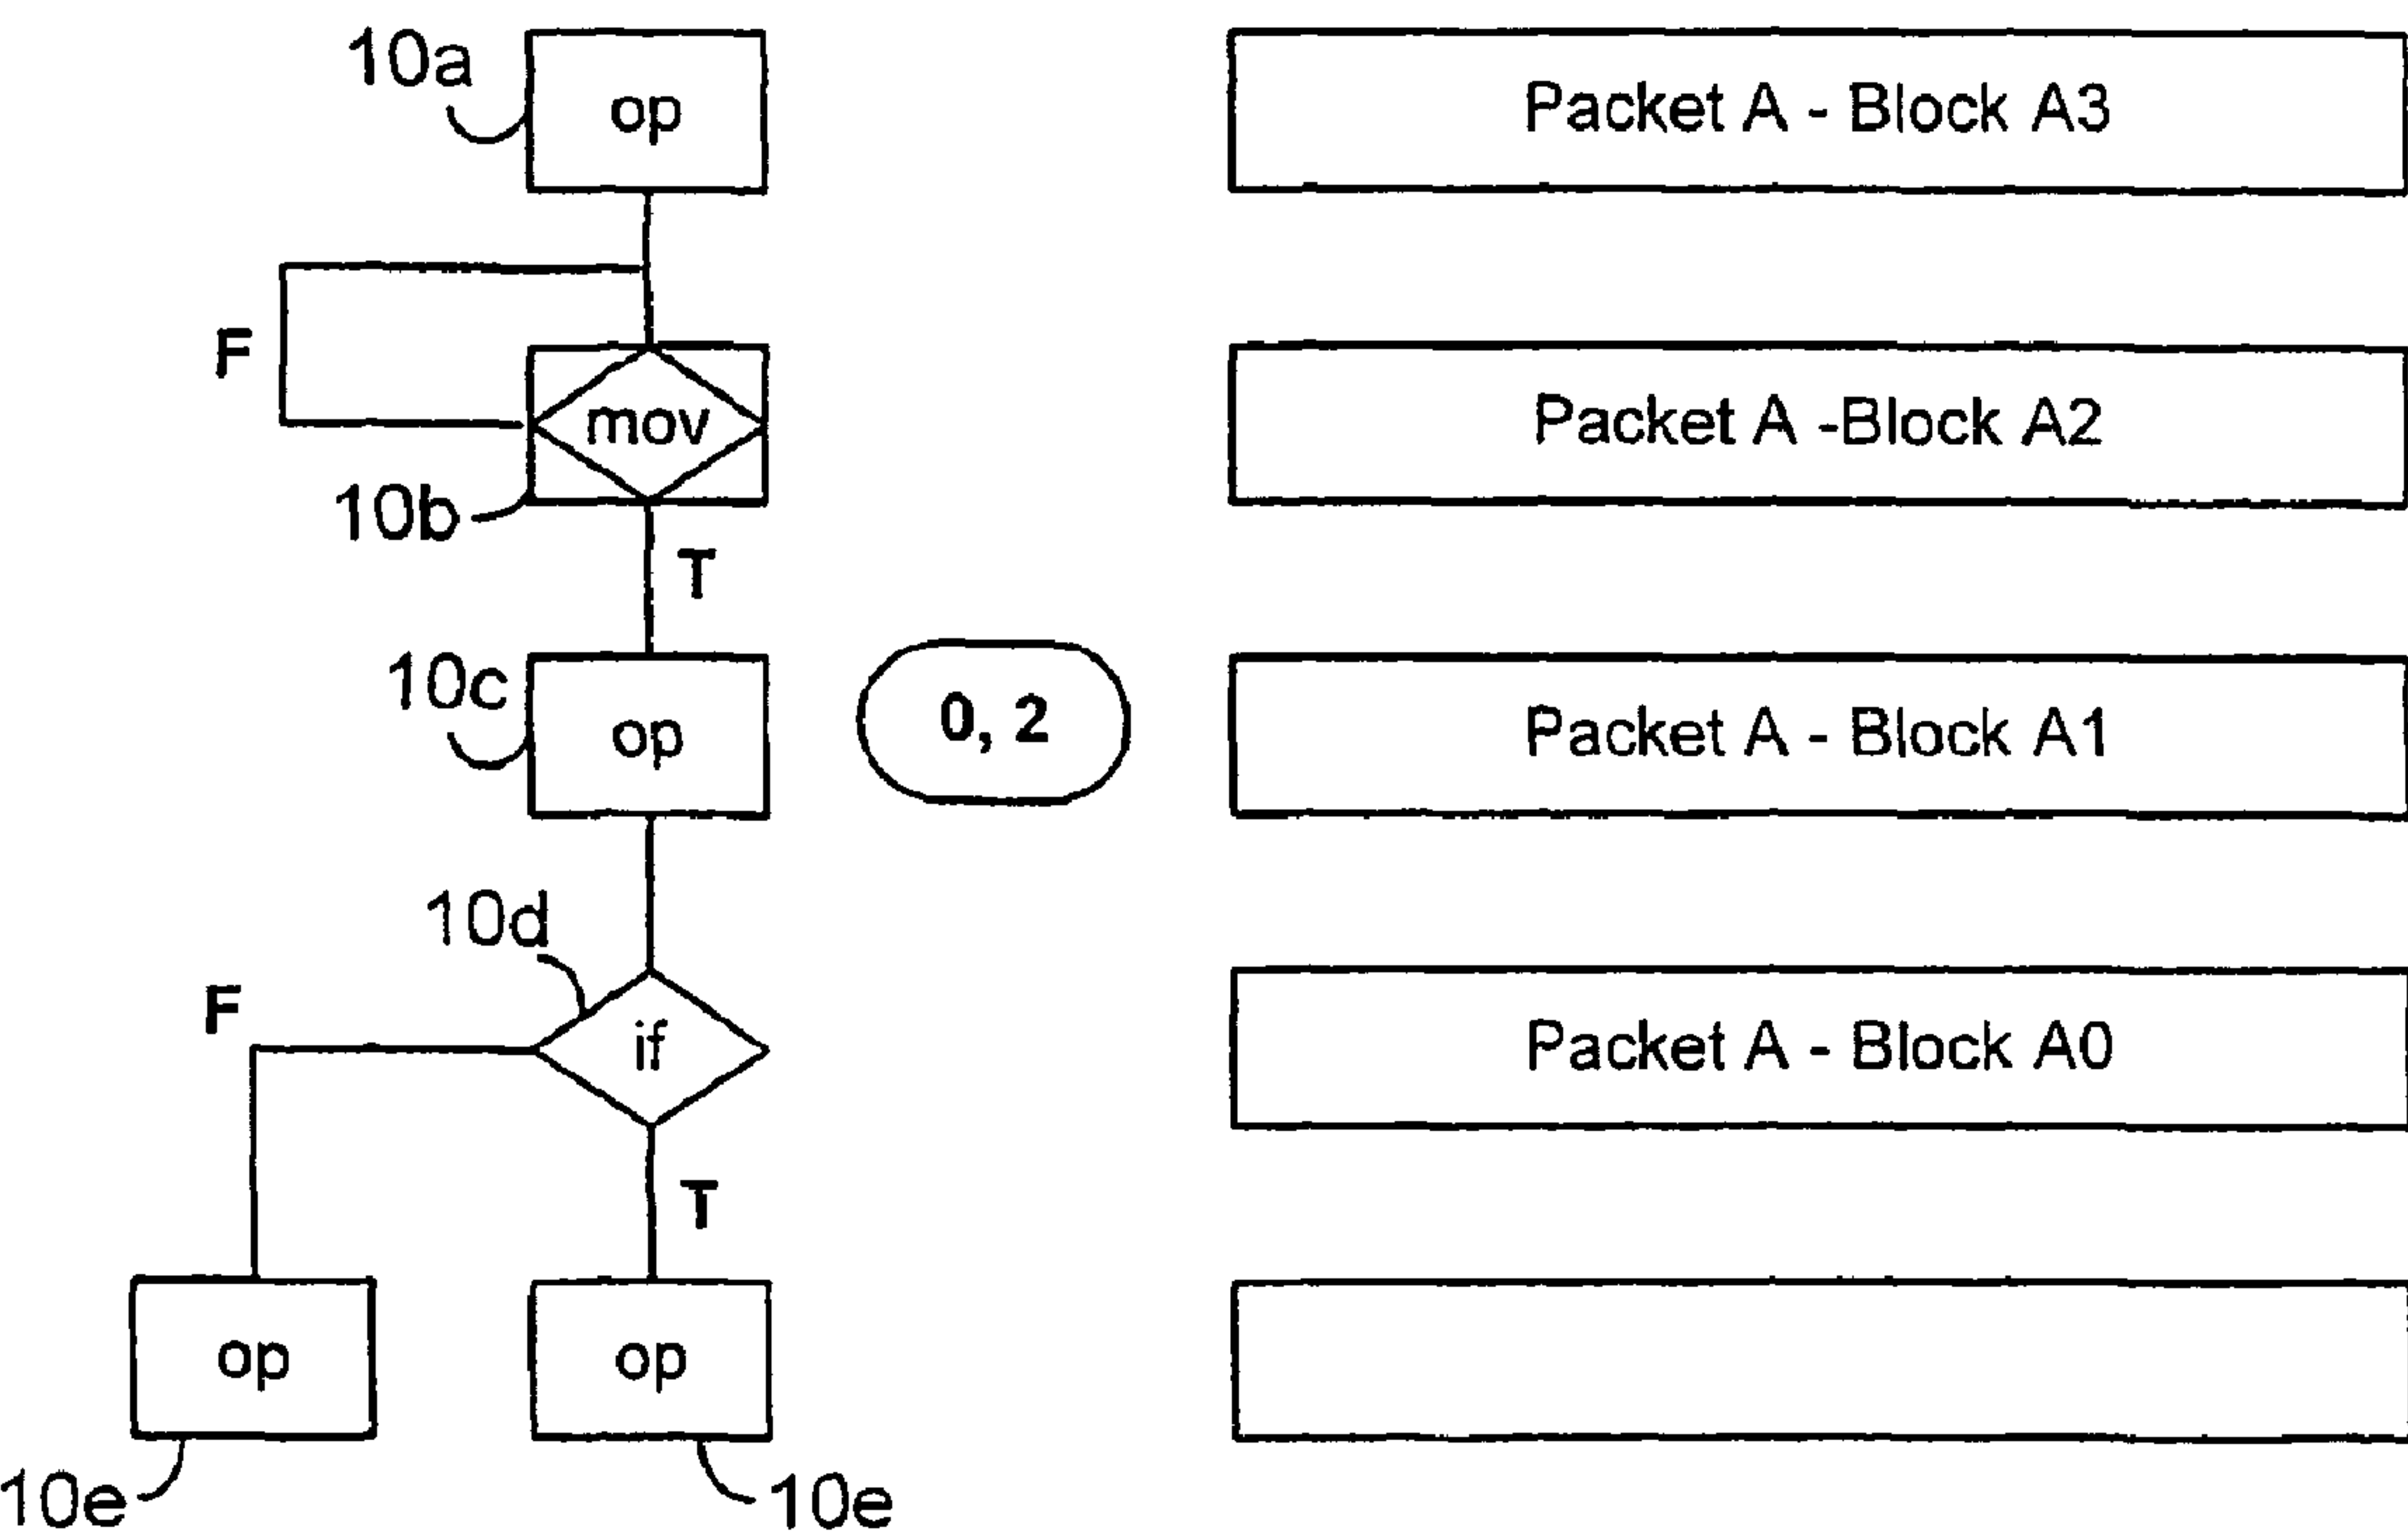 10a
op
Packet A - Block A3
F
mov
Packet A -Block A2
10b
T
10c
op
0, 2
Packet A - Block A1
10d
F
if
Packet A - Block A0
T
op
op
10e
10e